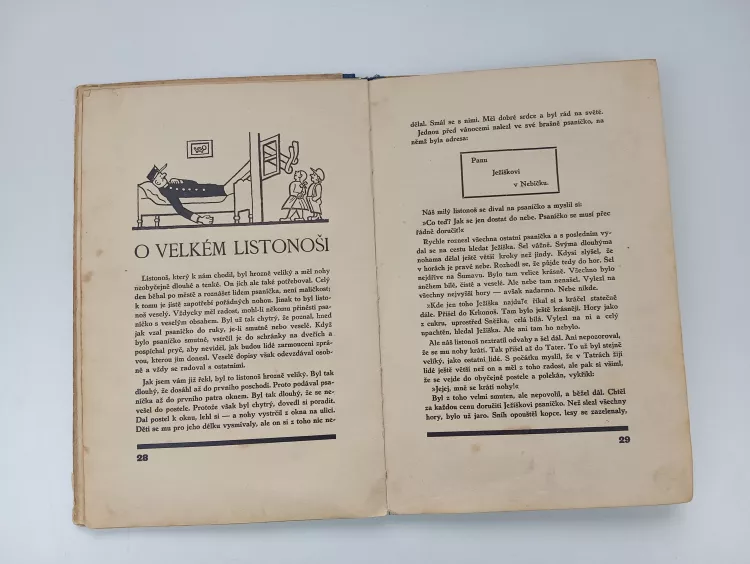 O VELKÉM LISTONOŠI
Listonoš, který k nám chodil, byl hrozně veliký a měl nohy
neobyčejně dlouhé a tenké. On jich ale také potřeboval. Celý
den běhal po městě a roznášet lidem psaníčka, není maličkost;
k tomu je jistě zapotřebí pořádných nohou. Jinak to byl listo-
noš veselý. Vždycky měl radost, mohl-li někomu přinésti psa-
níčko s veselým obsahem. Byl už tak chytrý, že poznal, hned
jak vzal psaníčko do ruky, je-li smutné nebo veselé. Když
bylo psaníčko smutné, vstrčil je do schránky na dveřích a
pospíchal pryč, aby neviděl, jak budou lidé zarmouceni zprá-
vou, kterou jim donesl. Veselé dopisy však odevzdával osob-
ně a vždy se radoval s ostatními.
Jak jsem vám již řekl, byl to listonoš hrozně veliký. Byl tak
dlouhý, že dosáhl až do prvního poschodí. Proto podával psa-
níčka až do prvního patra oknem. Byl tak dlouhý, že se ne-
vešel do postele. Protože však byl chytrý, dovedl si poradit.
Dal postel k oknu, lehl si — a nohy vystrčil z okna na ulici.
Děti se mu pro jeho délku vysmívaly, ale on si z toho nic ne-
28
dělal. Smál se s nimi. Měl dobré srdce a byl rád na světě.
Jednou před vánocemi nalezl ve své brašně psaníčko, na
němž byla adresa:
Panu
Ježíškovi
v Nebíčku.
Náš milý listonoš se díval na psaníčko a myslil si:
»Co teď? Jak se jen dostat do nebe. Psaníčko se musí přec
řádně doručit!«
Rychle roznesl všechna ostatní psaníčka a s posledním vy-
dal se na cestu hledat Ježíška. Šel vůžně. Svýma dlouhýma
nohama dělal ještě větší kroky než jindy. Kdysi slyšel, že
v horách je pravé nebe. Rozhodl se, že půjde tedy do hor. Šel
nejdříve na Šumavu. Bylo tam velice krásně. Všechno bylo
sněhem bílé, čisté a veselé. Ale nebe tam nenašel. Vylezl na
všechny nejvyšší hory — avšak nadarmo. Nebe nikde.
»Kde jen toho Ježíška najdu?« říkal si a kráčel statečně
dále. Přišel do Krkonoš. Tam bylo ještě krásněji. Hory jako
z cukru, uprostřed Sněžka, celá bílá. Vylezl na ni a celý
upachtěn, hledal Ježíška. Ale ani tam ho nebylo.
Ale náš listonoš neztratil odvahy a šel dál. Ani nepozoroval,
že se mu nohy krátí. Tak přišel až do Tater. To už byl stejně
veliký, jako lidé ostatní. S počátku myslil, že v Tatrách žijí
lidé ještě větší než on a měl z toho radost, ale pak si všiml,
že se vejde do obyčejné postele a polekán, vykřikl:
»Jejej, mně se krátí nohy!«
Byl z toho velmi smuten, ale nepovolil, a běžel dál. Chtěl
za každou cenu doručiti Ježíškovi psaníčko. Než slezl všechny
hory, bylo už jaro. Sníh opouštěl kopce, lesy se zazelenaly,
29